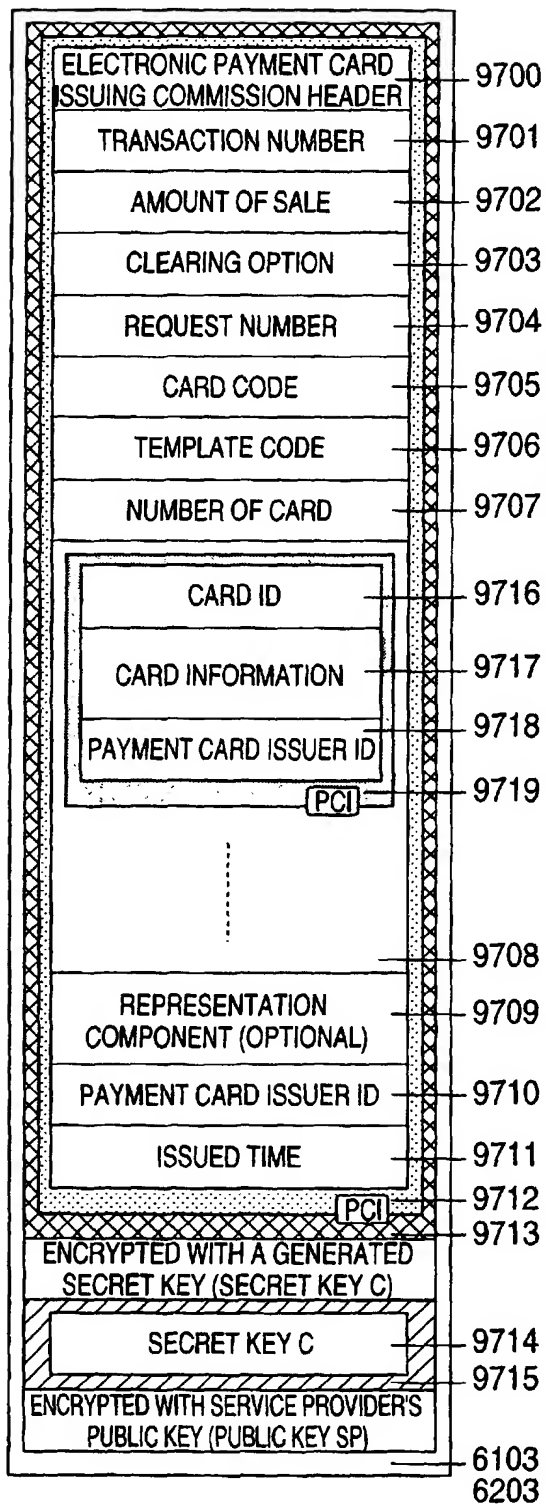 ELECTRONIC PAYMENT CARD
ISSUING COMMISSION HEADER
9700
TRANSACTION NUMBER
9701
AMOUNT OF SALE
9702
CLEARING OPTION
9703
REQUEST NUMBER
9704
CARD CODE
9705
TEMPLATE CODE
9706
NUMBER OF CARD
9707
CARD ID
9716
CARD INFORMATION
9717
PAYMENT CARD ISSUER ID
9718
PCI
9719
9708
REPRESENTATION
COMPONENT (OPTIONAL)
9709
PAYMENT CARD ISSUER ID
9710
ISSUED TIME
9711
PCI
9712
9713
ENCRYPTED WITH A GENERATED
SECRET KEY (SECRET KEY C)
SECRET KEY C
9714
9715
ENCRYPTED WITH SERVICE PROVIDER'S
PUBLIC KEY (PUBLIC KEY SP)
6103
6203